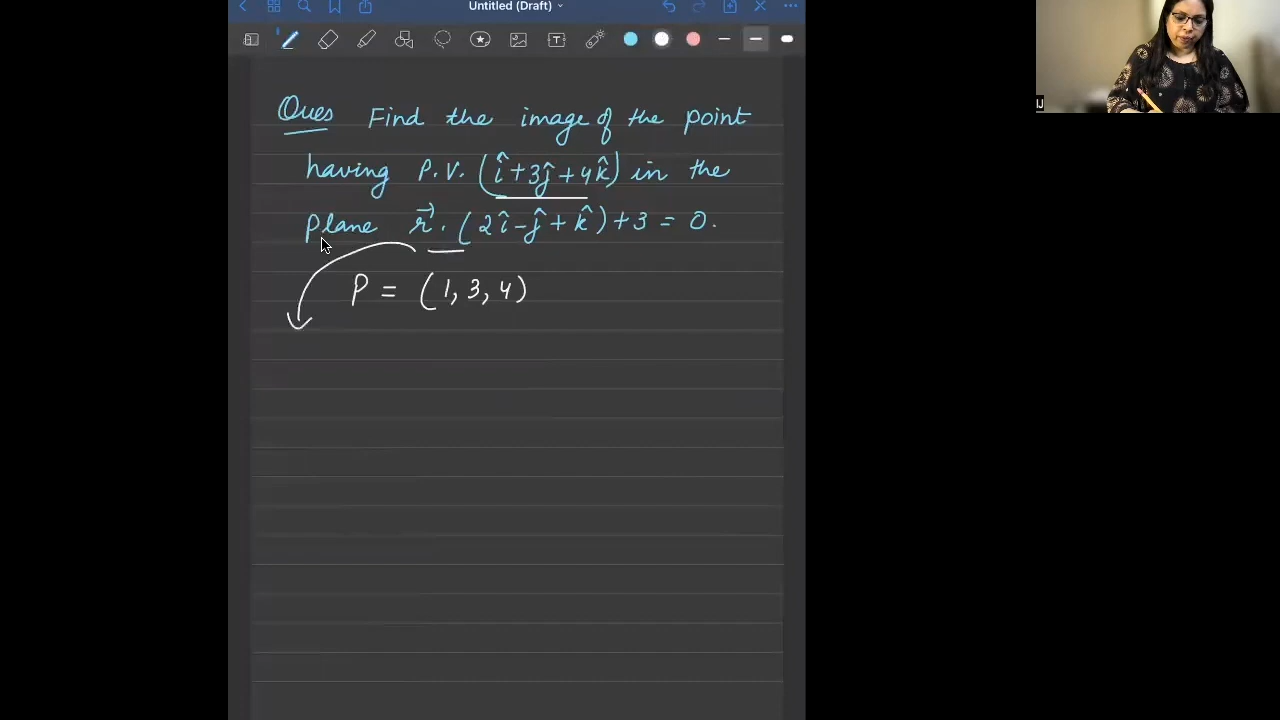 Untitled (Draft)
IJ
Ques Find the image of the point
having P.V. (î+3ĵ+4k̂) in the
plane r⃗. (2î-ĵ+k̂)+3=0.
P = (1, 3, 4)